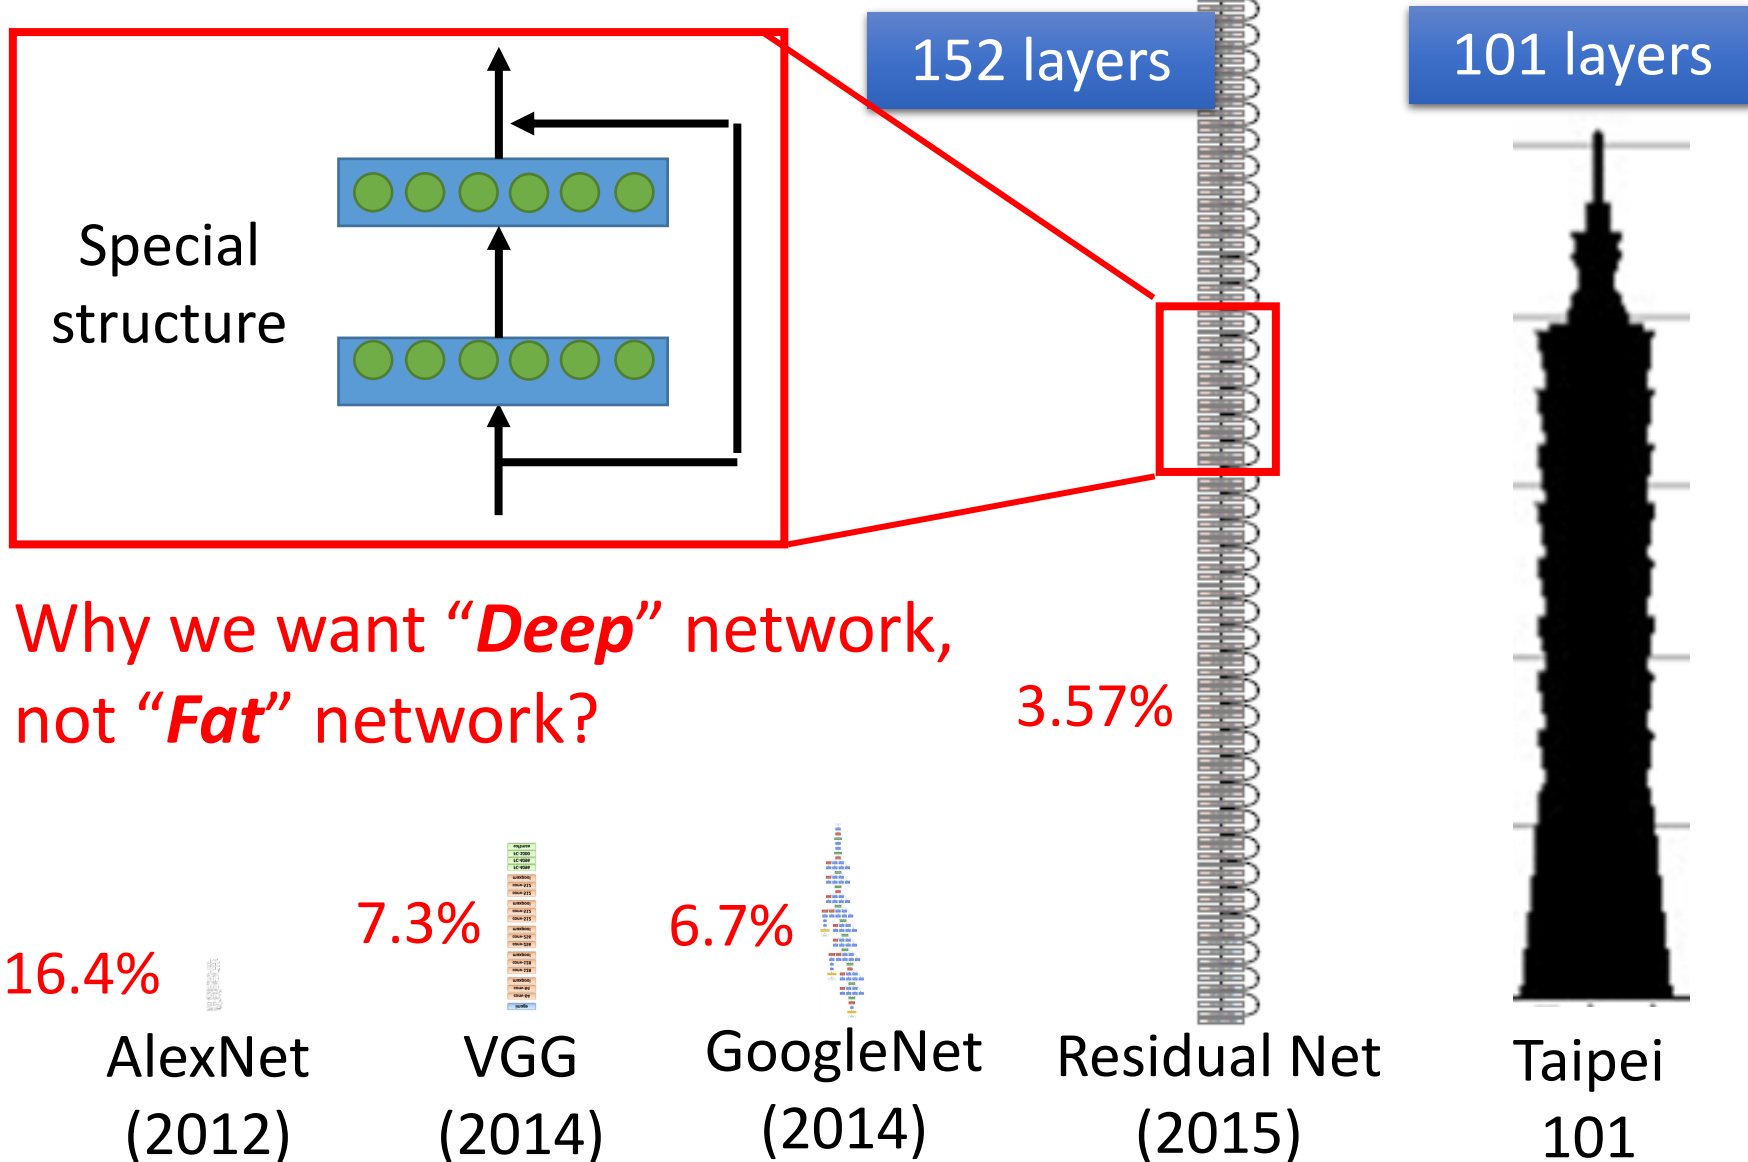 152 layers
101 layers
Special
structure
Why we want “Deep” network,
not “Fat” network?
3.57%
7.3%
6.7%
16.4%
AlexNet
(2012)
VGG
(2014)
GoogleNet
(2014)
Residual Net
(2015)
Taipei
101